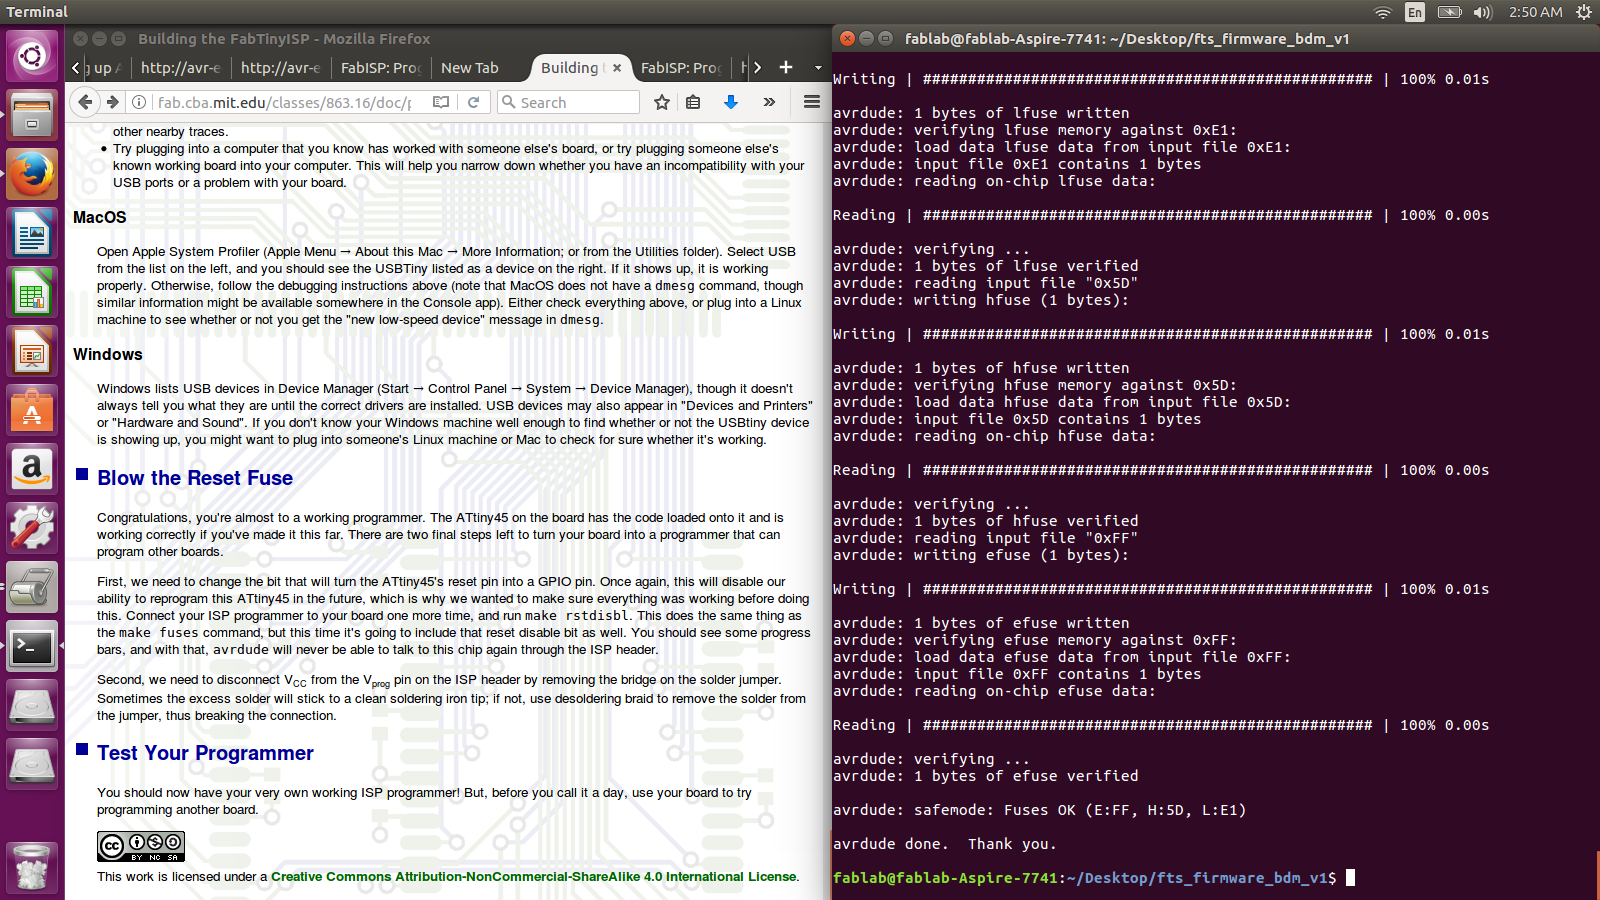 Terminal
En
2:50 AM
Building the FabTinyISP - Mozilla Firefox
g up A
http://avr-e
http://avr-e
FabISP: Prog
New Tab
Building t
FabISP: Prog
fab.cba.mit.edu/classes/863.16/doc/p
Search
other nearby traces.
• Try plugging into a computer that you know has worked with someone else's board, or try plugging someone else's
known working board into your computer. This will help you narrow down whether you have an incompatibility with your
USB ports or a problem with your board.
MacOS
Open Apple System Profiler (Apple Menu → About this Mac → More Information; or from the Utilities folder). Select USB
from the list on the left, and you should see the USBTiny listed as a device on the right. If it shows up, it is working
properly. Otherwise, follow the debugging instructions above (note that MacOS does not have a dmesg command, though
similar information might be available somewhere in the Console app). Either check everything above, or plug into a Linux
machine to see whether or not you get the "new low-speed device" message in dmesg.
Windows
Windows lists USB devices in Device Manager (Start → Control Panel → System → Device Manager), though it doesn't
always tell you what they are until the correct drivers are installed. USB devices may also appear in "Devices and Printers"
or "Hardware and Sound". If you don't know your Windows machine well enough to find whether or not the USBtiny device
is showing up, you might want to plug into someone's Linux machine or Mac to check for sure whether it's working.
Blow the Reset Fuse
Congratulations, you're almost to a working programmer. The ATtiny45 on the board has the code loaded onto it and is
working correctly if you've made it this far. There are two final steps left to turn your board into a programmer that can
program other boards.
First, we need to change the bit that will turn the ATtiny45's reset pin into a GPIO pin. Once again, this will disable our
ability to reprogram this ATtiny45 in the future, which is why we wanted to make sure everything was working before doing
this. Connect your ISP programmer to your board one more time, and run make rstdisbl. This does the same thing as
the make fuses command, but this time it's going to include that reset disable bit as well. You should see some progress
bars, and with that, avrdude will never be able to talk to this chip again through the ISP header.
Second, we need to disconnect VCC from the Vprog pin on the ISP header by removing the bridge on the solder jumper.
Sometimes the excess solder will stick to a clean soldering iron tip; if not, use desoldering braid to remove the solder from
the jumper, thus breaking the connection.
Test Your Programmer
You should now have your very own working ISP programmer! But, before you call it a day, use your board to try
programming another board.
cc
BY NC SA
This work is licensed under a Creative Commons Attribution-NonCommercial-ShareAlike 4.0 International License.
fablab@fablab-Aspire-7741: ~/Desktop/fts_firmware_bdm_v1
Writing | ################################################## | 100% 0.01s
avrdude: 1 bytes of lfuse written
avrdude: verifying lfuse memory against 0xE1:
avrdude: load data lfuse data from input file 0xE1:
avrdude: input file 0xE1 contains 1 bytes
avrdude: reading on-chip lfuse data:
Reading | ################################################## | 100% 0.00s
avrdude: verifying ...
avrdude: 1 bytes of lfuse verified
avrdude: reading input file "0x5D"
avrdude: writing hfuse (1 bytes):
Writing | ################################################## | 100% 0.01s
avrdude: 1 bytes of hfuse written
avrdude: verifying hfuse memory against 0x5D:
avrdude: load data hfuse data from input file 0x5D:
avrdude: input file 0x5D contains 1 bytes
avrdude: reading on-chip hfuse data:
Reading | ################################################## | 100% 0.00s
avrdude: verifying ...
avrdude: 1 bytes of hfuse verified
avrdude: reading input file "0xFF"
avrdude: writing efuse (1 bytes):
Writing | ################################################## | 100% 0.01s
avrdude: 1 bytes of efuse written
avrdude: verifying efuse memory against 0xFF:
avrdude: load data efuse data from input file 0xFF:
avrdude: input file 0xFF contains 1 bytes
avrdude: reading on-chip efuse data:
Reading | ################################################## | 100% 0.00s
avrdude: verifying ...
avrdude: 1 bytes of efuse verified
avrdude: safemode: Fuses OK (E:FF, H:5D, L:E1)
avrdude done.  Thank you.
fablab@fablab-Aspire-7741:~/Desktop/fts_firmware_bdm_v1$